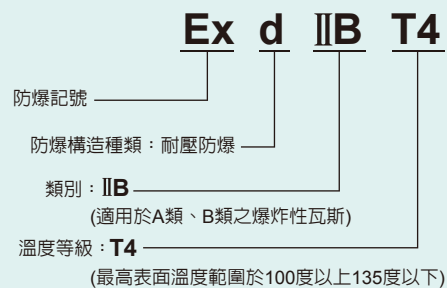 Ex d ⅡB T4
防爆記號
防爆構造種類：耐壓防爆
類別：ⅡB
(適用於A類、B類之爆炸性瓦斯)
溫度等級：T4
(最高表面溫度範圍於100度以上135度以下)